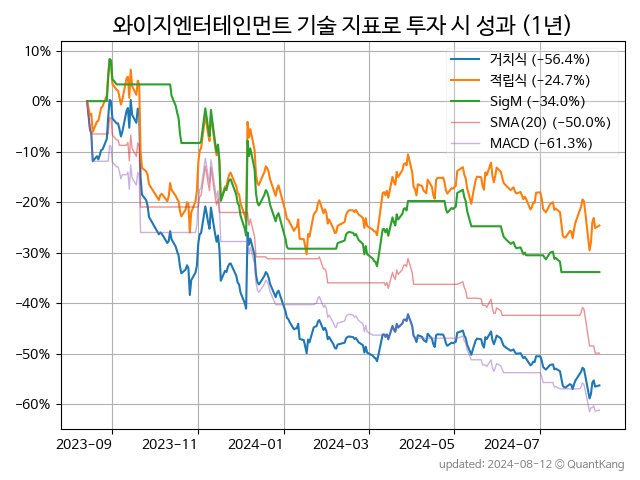 와이지엔터테인먼트 기술 지표로 투자 시 성과 (1년)
거치식 (−56.4%)
적립식 (−24.7%)
SigM (−34.0%)
SMA(20) (−50.0%)
MACD (−61.3%)
10%
0%
−10%
−20%
−30%
−40%
−50%
−60%
2023-09 2023-11 2024-01 2024-03 2024-05 2024-07
updated: 2024-08-12 © QuantKang